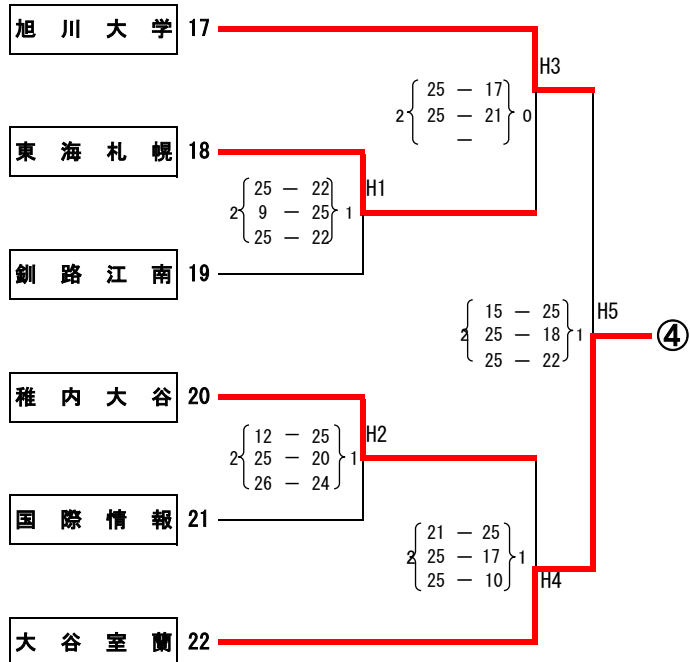 旭川大学 17
H3
25 － 17
2 25 － 21 0
－
東海札幌 18
H1
25 － 22
2 9 － 25 1
25 － 22
釧路江南 19
H5
15 － 25
2 25 － 18 1
25 － 22
④
稚内大谷 20
H2
12 － 25
2 25 － 20 1
26 － 24
国際情報 21
21 － 25
2 25 － 17 1
25 － 10
H4
大谷室蘭 22